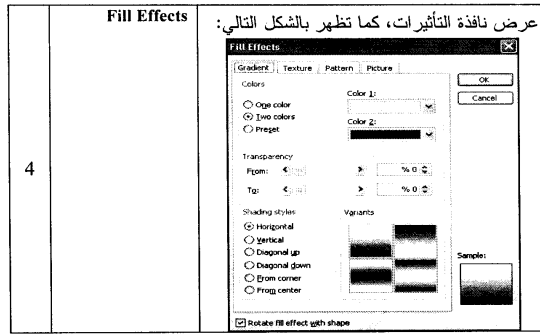 4
Fill Effects
عرض نافذة التأثيرات، كما تظهر بالشكل التالي:
Fill Effects
Gradient Texture Pattern Picture
OK
Cancel
Colors
One color
Two colors
Preset
Color 1:
Color 2:
Transparency
From: % 0
To: % 0
Shading styles
Horizontal
Vertical
Diagonal up
Diagonal down
From corner
From center
Variants
Sample:
Rotate fill effect with shape